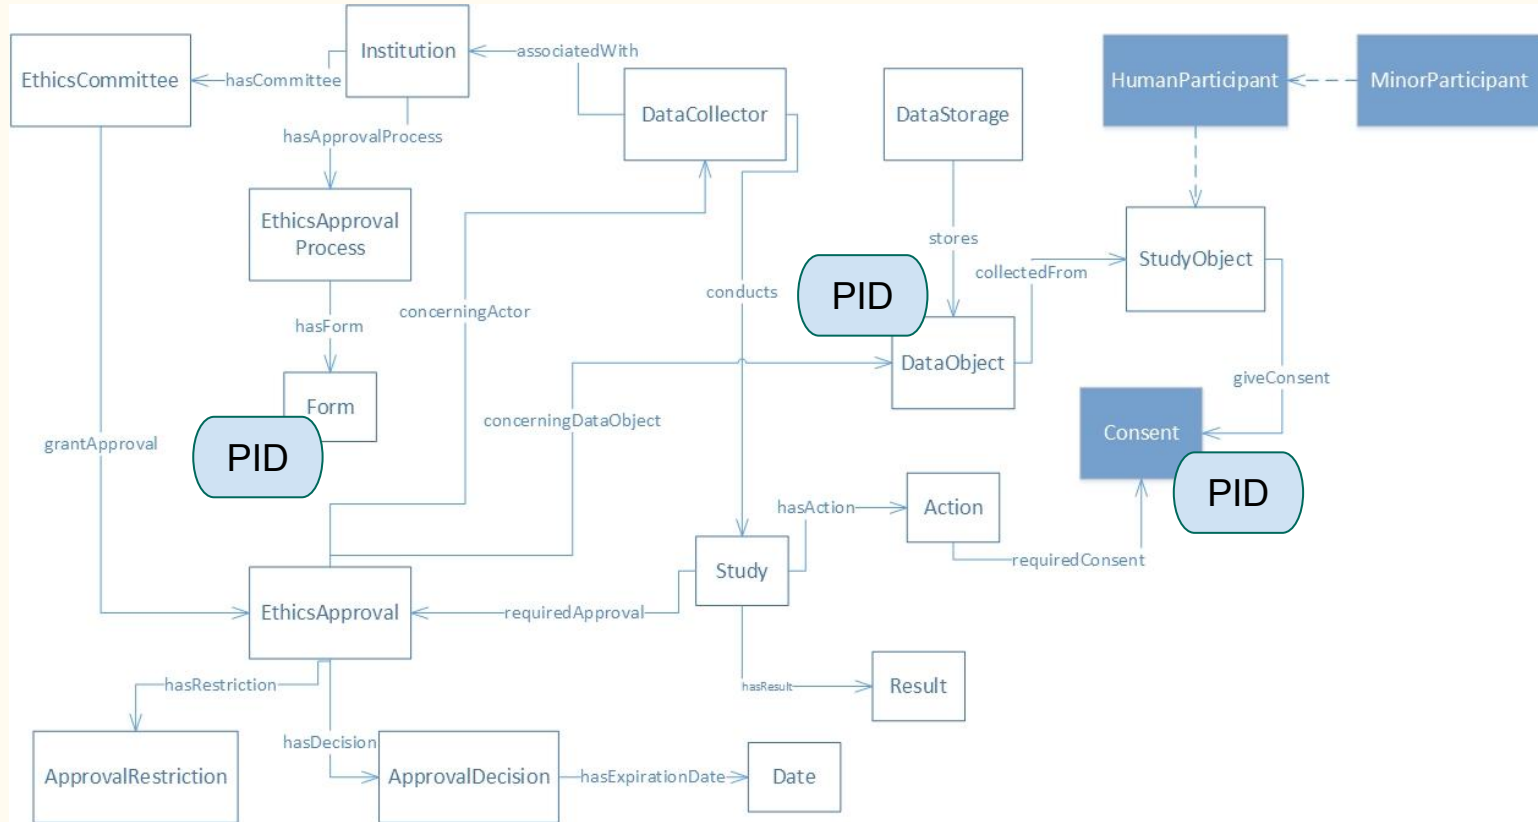 Institution
associatedWith
EthicsCommittee
hasCommittee
HumanParticipant
MinorParticipant
DataCollector
DataStorage
hasApprovalProcess
EthicsApproval
Process
stores
StudyObject
collectedFrom
PID
conducts
concerningActor
hasForm
DataObject
giveConsent
Form
concerningDataObject
Consent
grantApproval
PID
PID
hasAction
Action
requiredConsent
Study
EthicsApproval
requiredApproval
hasRestriction
hasResult
Result
hasDecision
ApprovalRestriction
ApprovalDecision
hasExpirationDate
Date